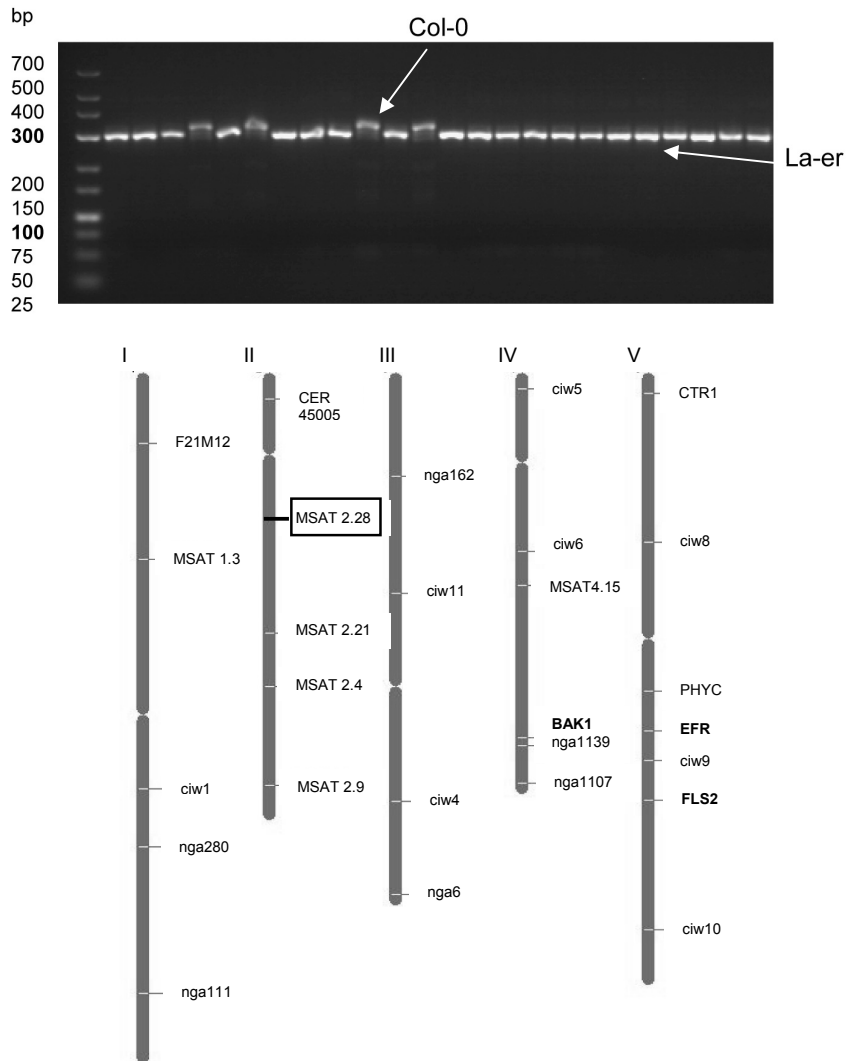 bp
Col-0
700
500
400
300
200
150
100
75
50
25
La-er
I
II
III
IV
V
F21M12
MSAT 1.3
ciw1
nga280
nga111
CER
45005
MSAT 2.28
MSAT 2.21
MSAT 2.4
MSAT 2.9
nga162
ciw11
ciw4
nga6
ciw5
ciw6
MSAT4.15
BAK1
nga1139
nga1107
CTR1
ciw8
PHYC
EFR
ciw9
FLS2
ciw10